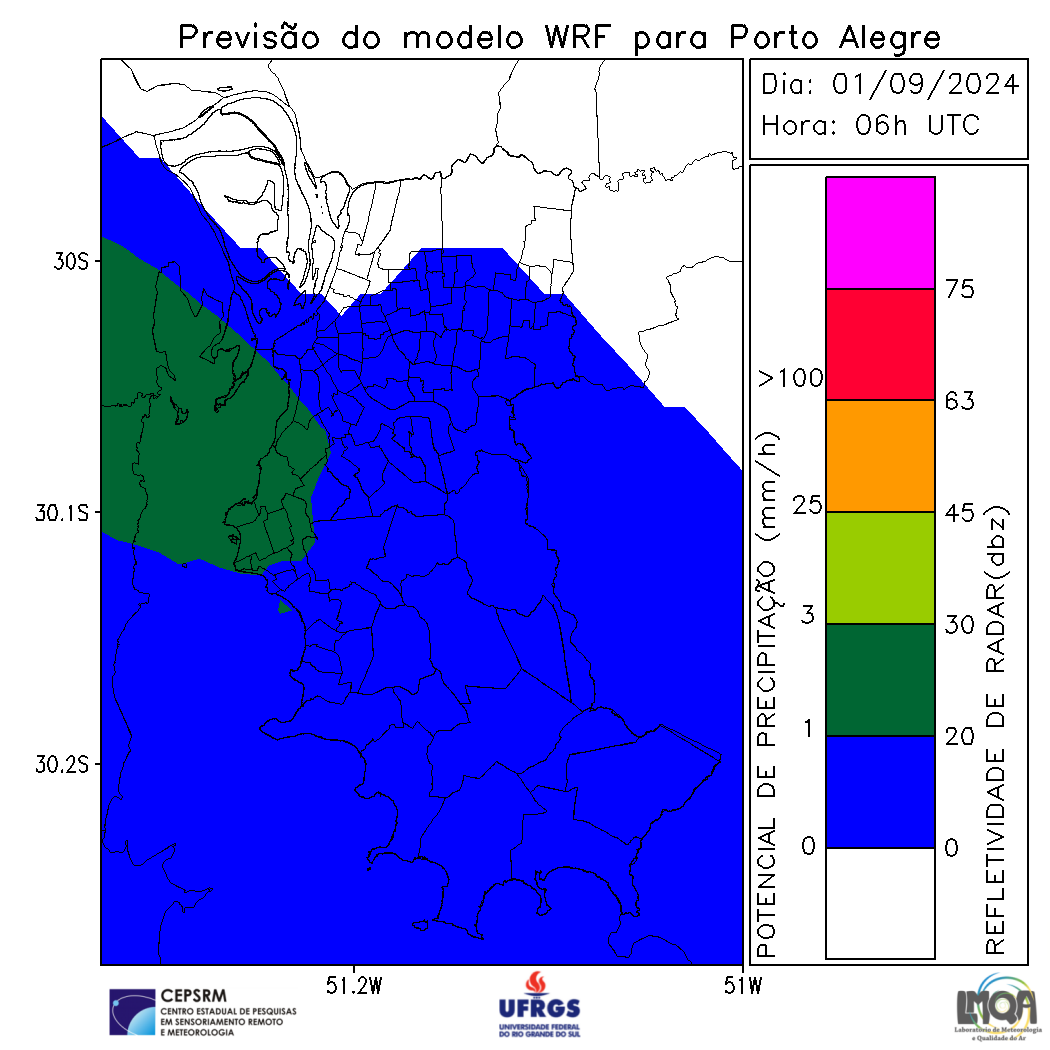 Previsão do modelo WRF para Porto Alegre
Dia: 01/09/2024
Hora: 06h UTC
30S
30.1S
30.2S
51.2W
51W
POTENCIAL DE PRECIPITAÇÃO (mm/h)
>100
25
3
1
0
75
63
45
30
20
0
REFLETIVIDADE DE RADAR(dbz)
CEPSRM
CENTRO ESTADUAL DE PESQUISAS
EM SENSORIAMENTO REMOTO
E METEOROLOGIA
UFRGS
UNIVERSIDADE FEDERAL
DO RIO GRANDE DO SUL
LMQA
Laboratório de Meteorologia
e Qualidade do Ar